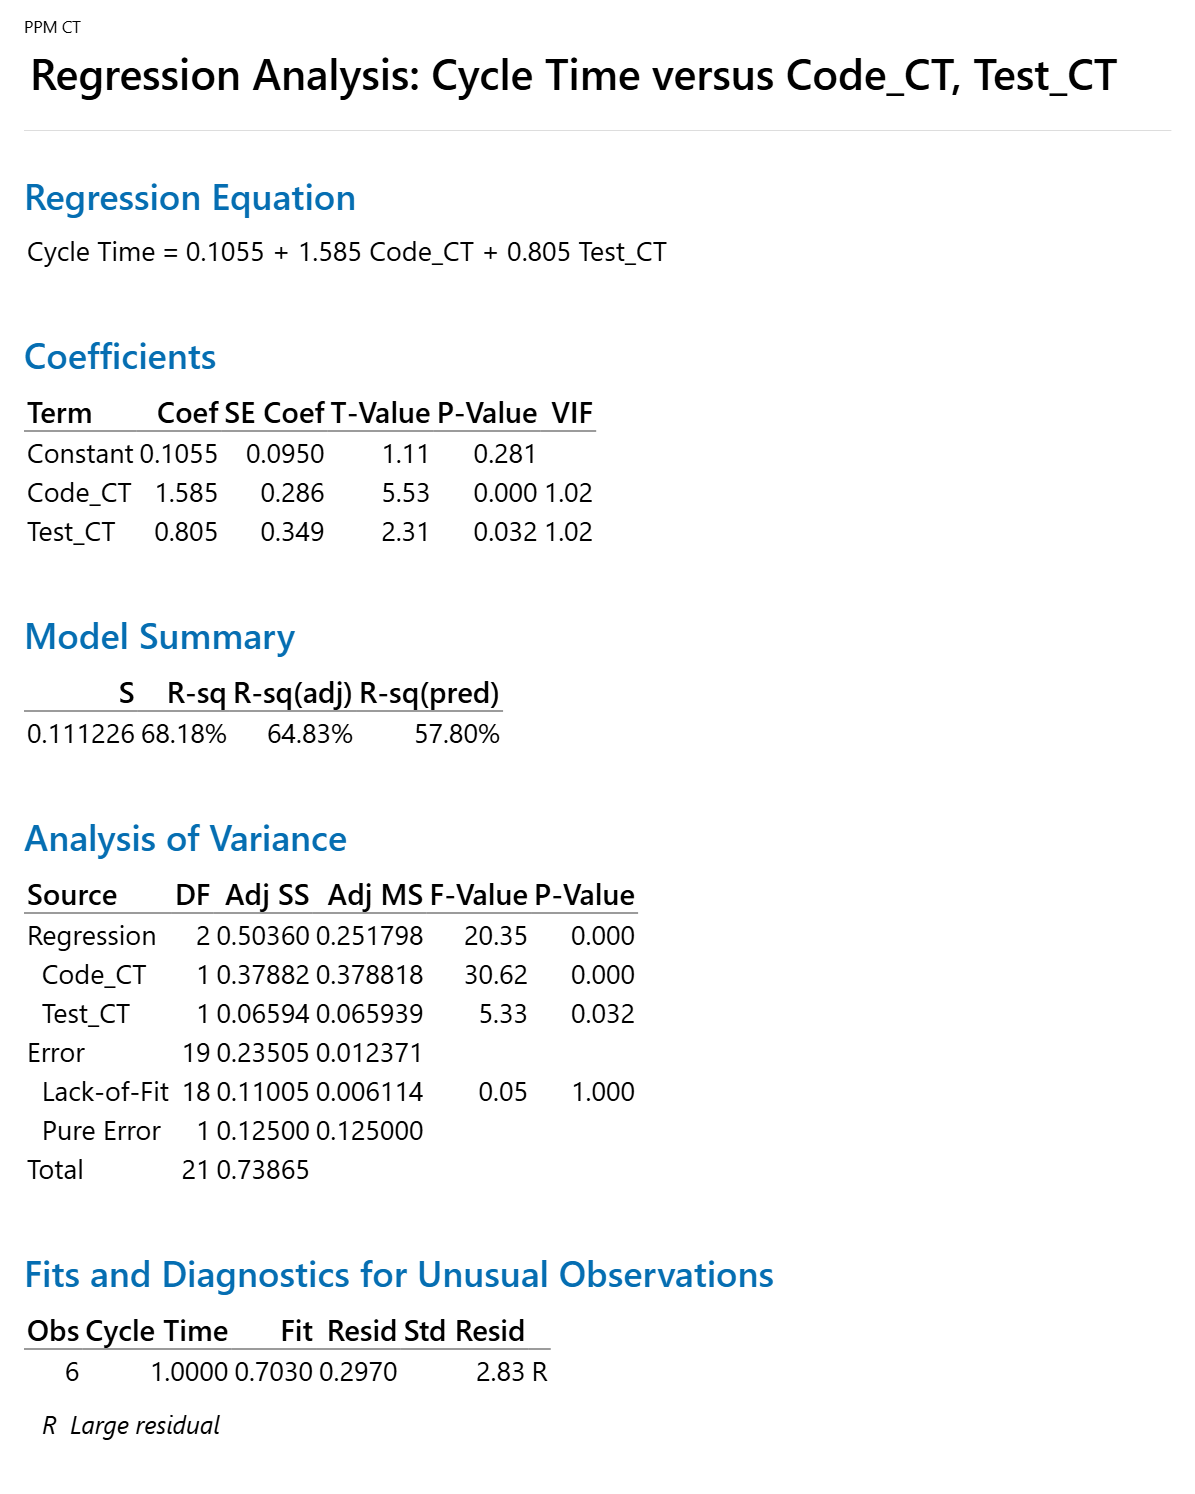 PPM CT
Regression Analysis: Cycle Time versus Code_CT, Test_CT
Regression Equation
Cycle Time = 0.1055 + 1.585 Code_CT + 0.805 Test_CT
Coefficients
Term Coef SE Coef T-Value P-Value VIF
Constant 0.1055 0.0950 1.11 0.281
Code_CT 1.585 0.286 5.53 0.000 1.02
Test_CT 0.805 0.349 2.31 0.032 1.02
Model Summary
S R-sq R-sq(adj) R-sq(pred)
0.111226 68.18% 64.83% 57.80%
Analysis of Variance
Source DF Adj SS Adj MS F-Value P-Value
Regression 2 0.50360 0.251798 20.35 0.000
Code_CT 1 0.37882 0.378818 30.62 0.000
Test_CT 1 0.06594 0.065939 5.33 0.032
Error 19 0.23505 0.012371
Lack-of-Fit 18 0.11005 0.006114 0.05 1.000
Pure Error 1 0.12500 0.125000
Total 21 0.73865
Fits and Diagnostics for Unusual Observations
Obs Cycle Time Fit Resid Std Resid
6 1.0000 0.7030 0.2970 2.83 R
R Large residual